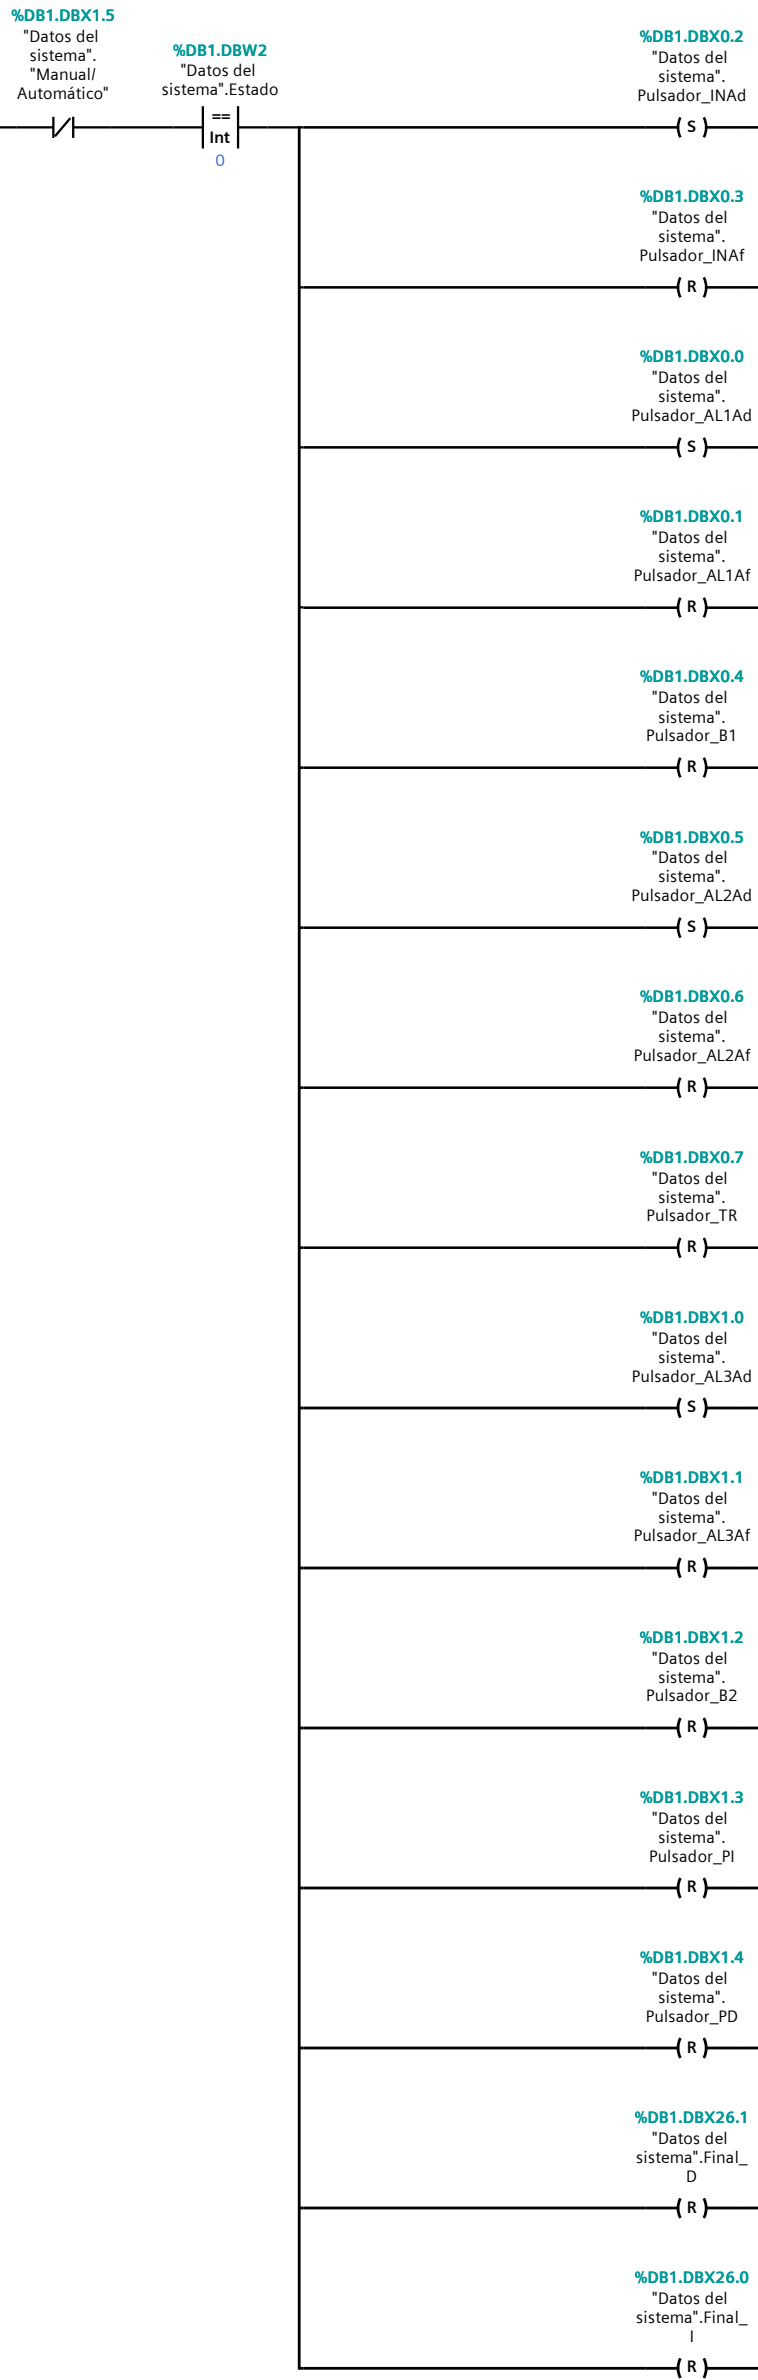 %DB1.DBX1.5
"Datos del
sistema".
"Manual/
Automático"
%DB1.DBW2
"Datos del
sistema".Estado
==
Int
0
%DB1.DBX0.2
"Datos del
sistema".
Pulsador_INAd
S
%DB1.DBX0.3
"Datos del
sistema".
Pulsador_INAf
R
%DB1.DBX0.0
"Datos del
sistema".
Pulsador_AL1Ad
S
%DB1.DBX0.1
"Datos del
sistema".
Pulsador_AL1Af
R
%DB1.DBX0.4
"Datos del
sistema".
Pulsador_B1
R
%DB1.DBX0.5
"Datos del
sistema".
Pulsador_AL2Ad
S
%DB1.DBX0.6
"Datos del
sistema".
Pulsador_AL2Af
R
%DB1.DBX0.7
"Datos del
sistema".
Pulsador_TR
R
%DB1.DBX1.0
"Datos del
sistema".
Pulsador_AL3Ad
S
%DB1.DBX1.1
"Datos del
sistema".
Pulsador_AL3Af
R
%DB1.DBX1.2
"Datos del
sistema".
Pulsador_B2
R
%DB1.DBX1.3
"Datos del
sistema".
Pulsador_PI
R
%DB1.DBX1.4
"Datos del
sistema".
Pulsador_PD
R
%DB1.DBX26.1
"Datos del
sistema".Final_
D
R
%DB1.DBX26.0
"Datos del
sistema".Final_
I
R